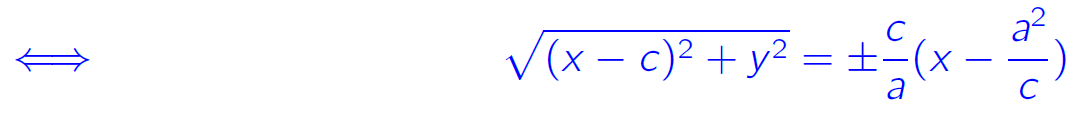 ⟺ √((x − c)² + y²) = ±c/a(x − a²/c)